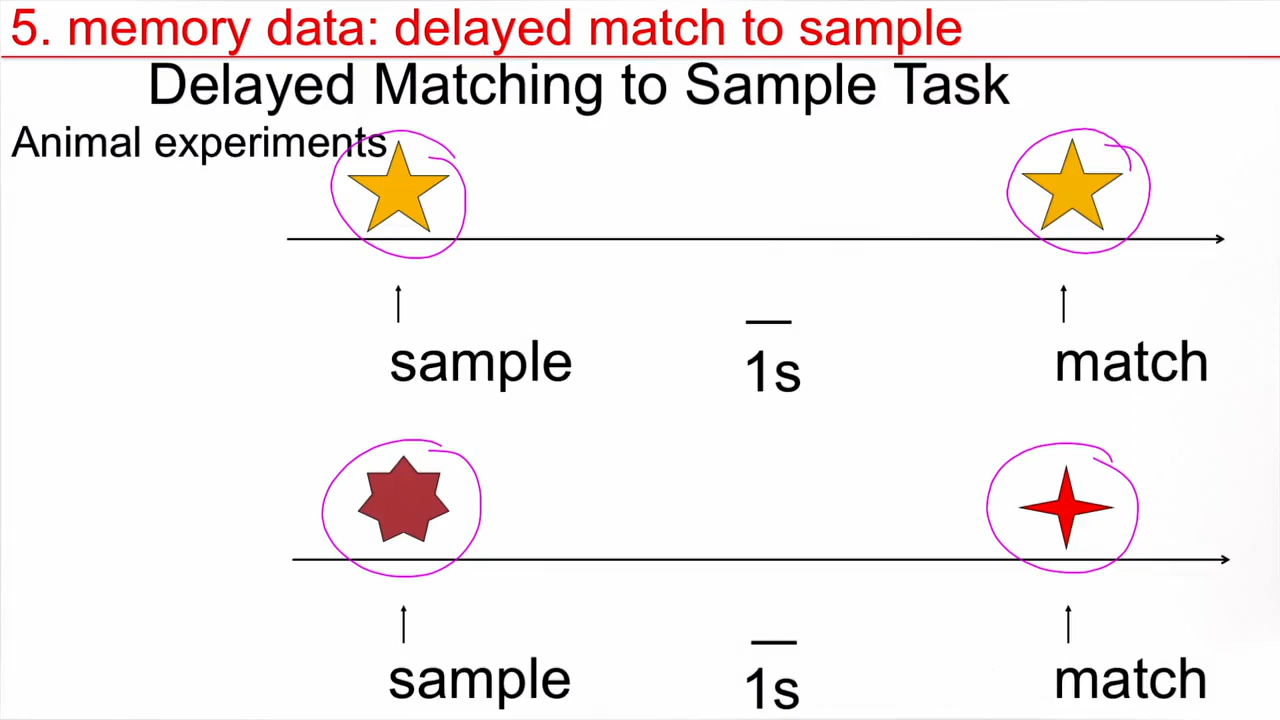 5. memory data: delayed match to sample
Delayed Matching to Sample Task
Animal experiments
sample 1s match
sample 1s match